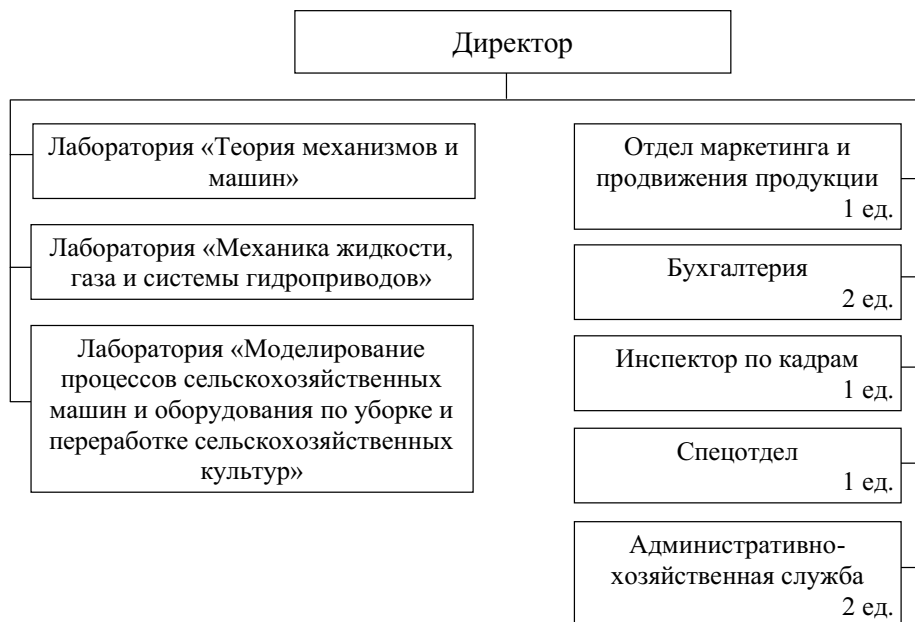 Директор
Лаборатория «Теория механизмов и
машин»
Лаборатория «Механика жидкости,
газа и системы гидроприводов»
Лаборатория «Моделирование
процессов сельскохозяйственных
машин и оборудования по уборке и
переработке сельскохозяйственных
культур»
Отдел маркетинга и
продвижения продукции
1 ед.
Бухгалтерия
2 ед.
Инспектор по кадрам
1 ед.
Спецотдел
1 ед.
Административно-
хозяйственная служба
2 ед.